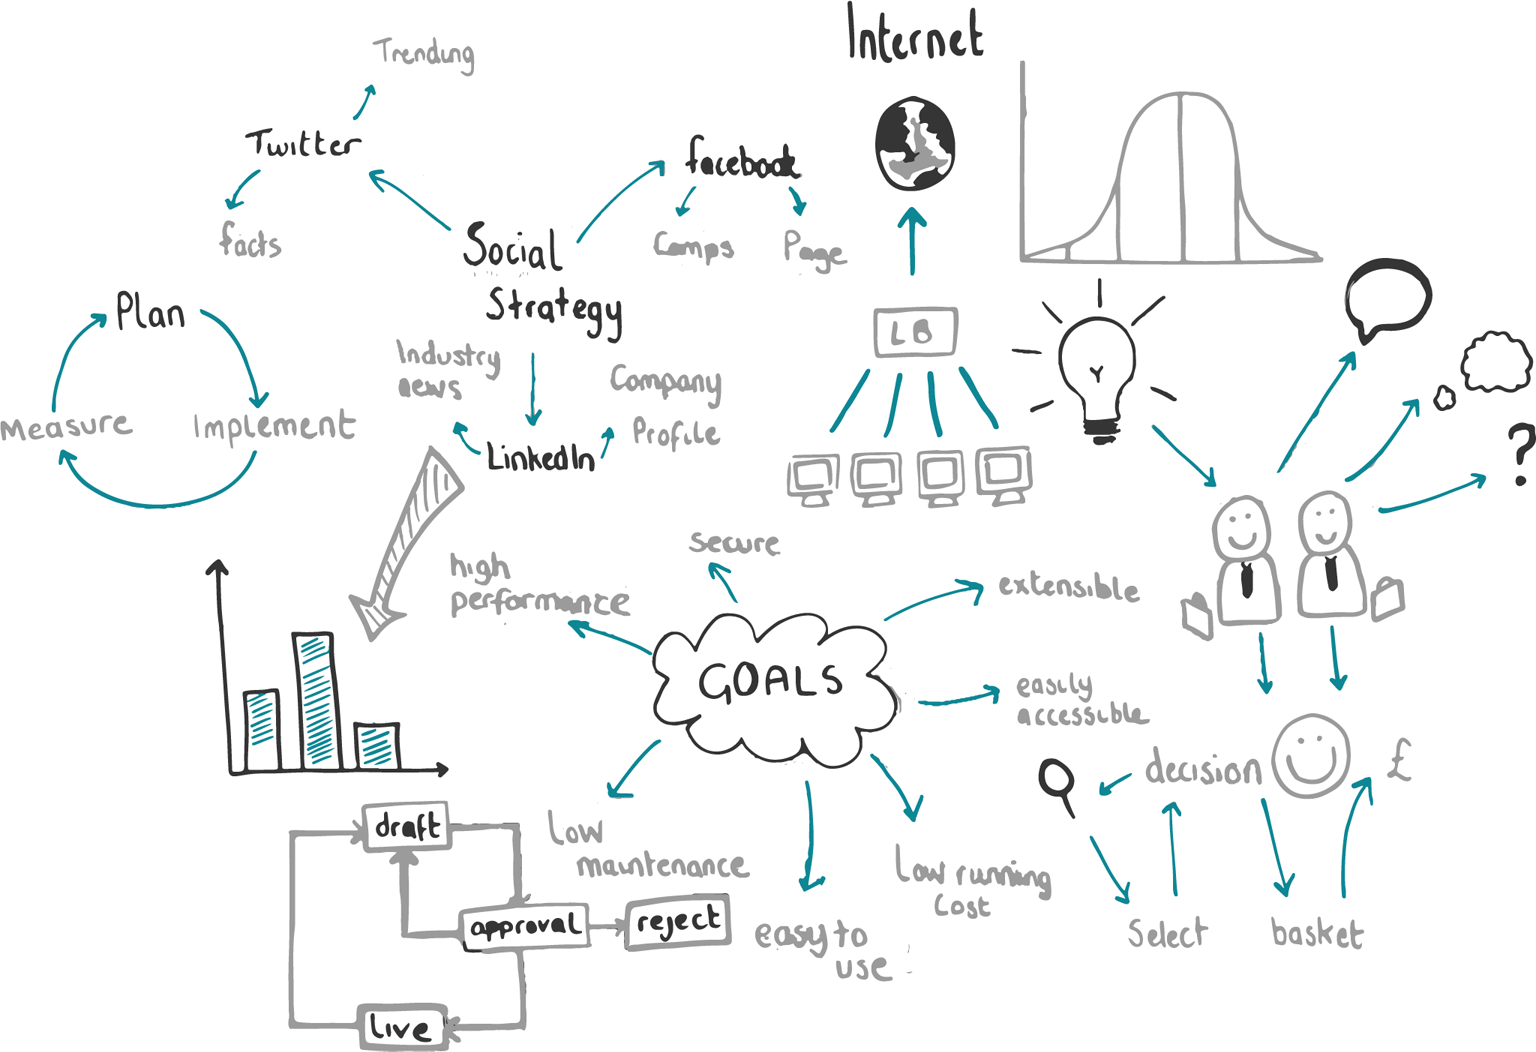 Internet
Trending
Twitter
facebook
facts
Social
Strategy
Camps
Page
Plan
LB
Industry
news
Company
Profile
Measure
Implement
LinkedIn
?
secure
high
performance
extensible
GOALS
easily
accessible
decision
£
draft
Low
maintenance
Low running
cost
approval
reject
easy to
use
Select
basket
Live